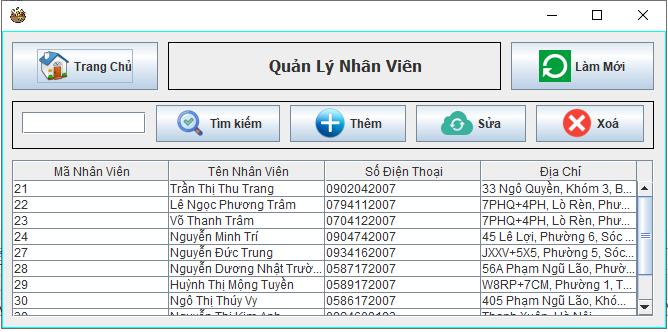 Trang Chủ
Quản Lý Nhân Viên
Làm Mới
Tìm kiếm
Thêm
Sửa
Xoá
Mã Nhân Viên Tên Nhân Viên Số Điện Thoại Địa Chỉ
21 Trần Thị Thu Trang 0902042007 33 Ngô Quyền, Khóm 3, B...
22 Lê Ngọc Phương Trâm 0794112007 7PHQ+4PH, Lò Rèn, Phư...
23 Võ Thanh Trâm 0704122007 7PHQ+4PH, Lò Rèn, Phư...
24 Nguyễn Minh Trí 0904742007 45 Lê Lợi, Phường 6, Sóc ...
27 Nguyễn Đức Trung 0934162007 JXXV+5X5, Phường 5, Sóc ...
28 Nguyễn Dương Nhật Trườ... 0587172007 56A Phạm Ngũ Lão, Phườ...
29 Huỳnh Thị Mộng Tuyền 0589172007 W8RP+7CM, Phường 1, T...
30 Ngô Thị Thúy Vy 0586172007 405 Phạm Ngũ Lão, Khó...